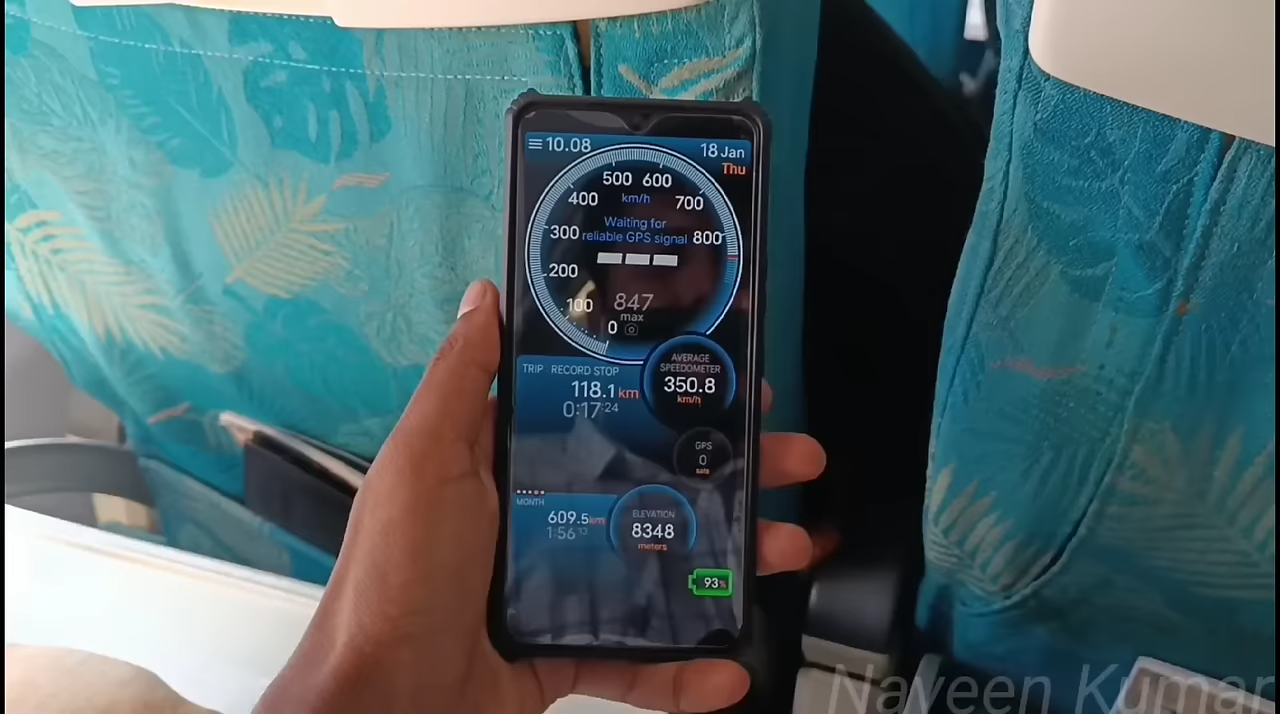 10.08
18 Jan
Thu
500 600
400 km/h 700
Waiting for
300 reliable GPS signal 800
200
100 847
max
0
AVERAGE
SPEEDOMETER
350.8
km/h
TRIP RECORD STOP
118.1 km
0:17:24
GPS
0
sats
MONTH
609.5 km
1:56:13
ELEVATION
8348
meters
93%
Naveen Kumar